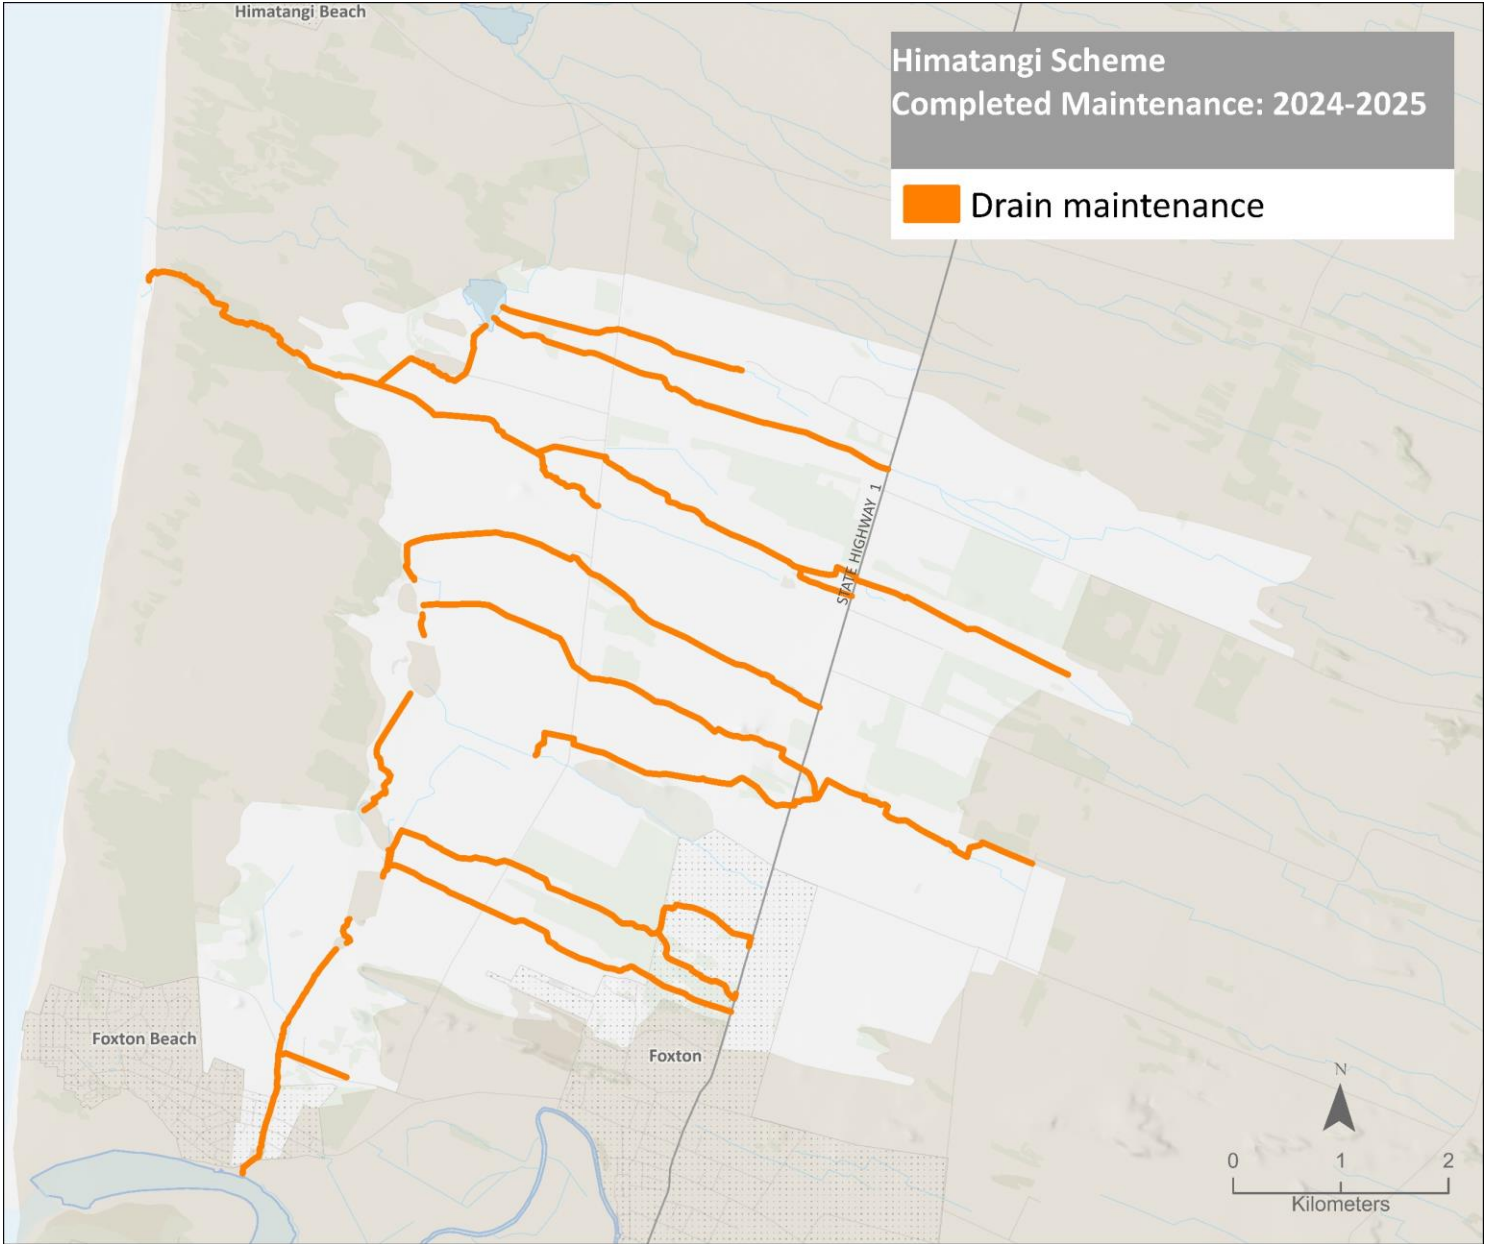 Himatangi Beach
Himatangi Scheme
Completed Maintenance: 2024-2025
Drain maintenance
STATE HIGHWAY 1
Foxton Beach
Foxton
N
0 1 2
Kilometers